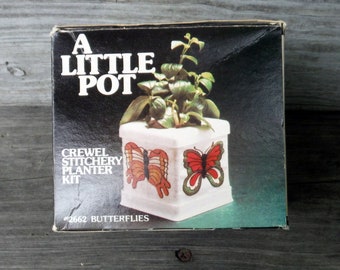 A
LITTLE
POT
CREWEL
STITCHERY
PLANTER
KIT
#2662 BUTTERFLIES